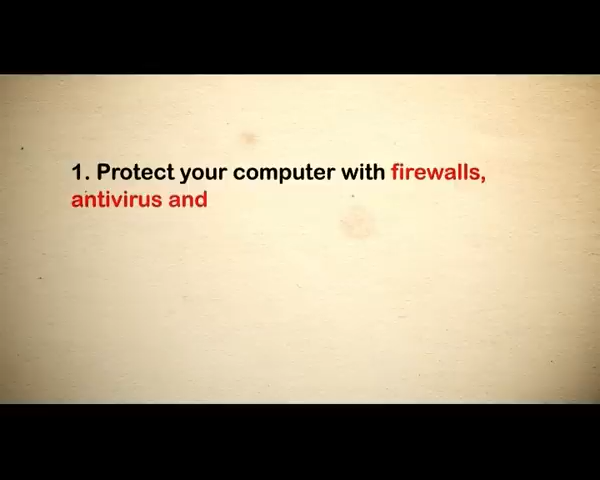 1. Protect your computer with firewalls,
antivirus and